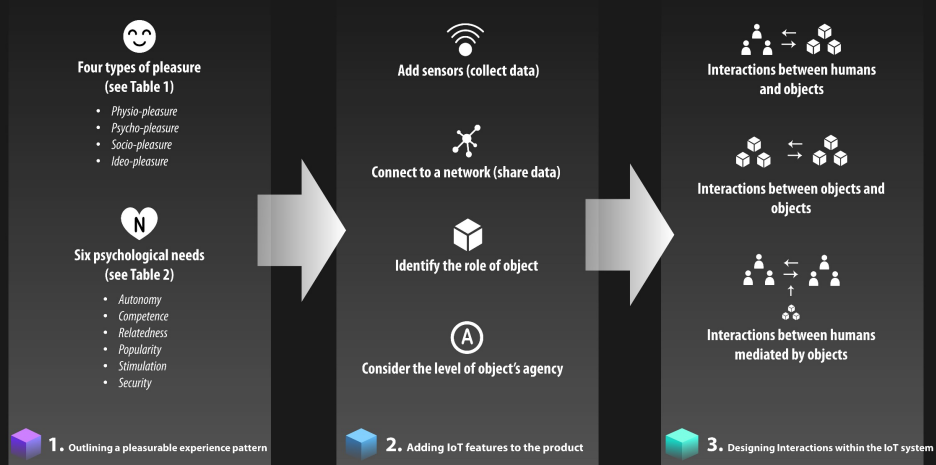 Four types of pleasure
(see Table 1)
• Physio-pleasure
• Psycho-pleasure
• Socio-pleasure
• Ideo-pleasure
N
Six psychological needs
(see Table 2)
• Autonomy
• Competence
• Relatedness
• Popularity
• Stimulation
• Security
1. Outlining a pleasurable experience pattern
Add sensors (collect data)
Connect to a network (share data)
Identify the role of object
A
Consider the level of object's agency
2. Adding IoT features to the product
Interactions between humans
and objects
Interactions between objects and
objects
Interactions between humans
mediated by objects
3. Designing Interactions within the IoT system